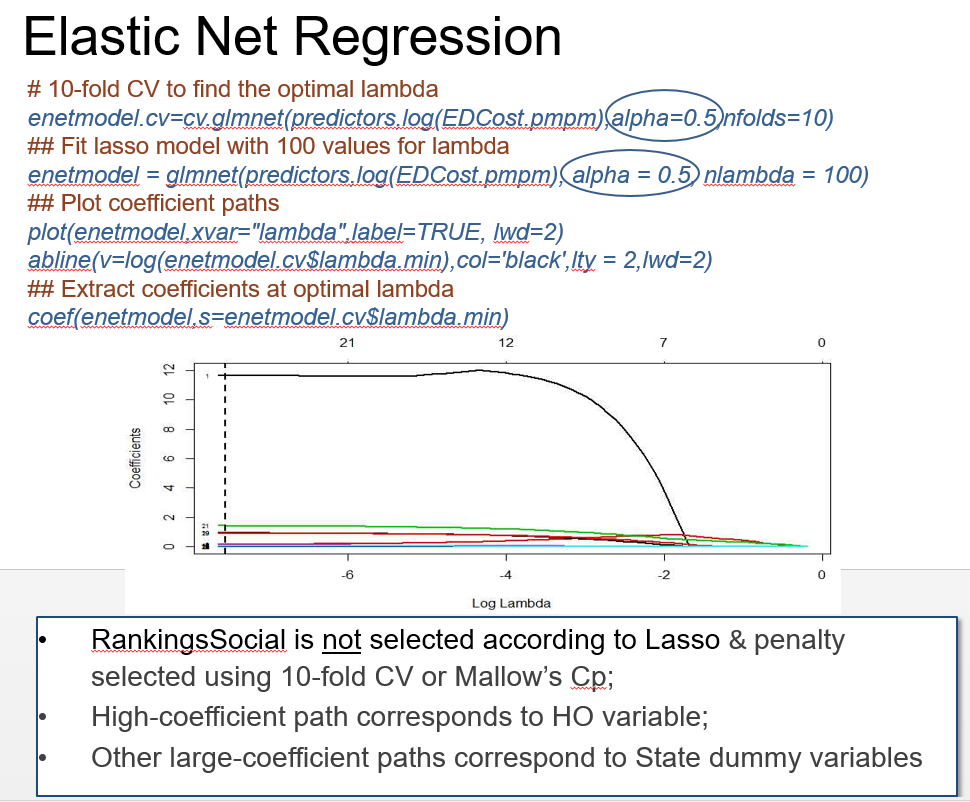 Elastic Net Regression
# 10-fold CV to find the optimal lambda
enetmodel.cv=cv.glmnet(predictors.log(EDCost.pmpm),alpha=0.5,nfolds=10)
## Fit lasso model with 100 values for lambda
enetmodel = glmnet(predictors,log(EDCost.pmpm), alpha = 0.5, nlambda = 100)
## Plot coefficient paths
plot(enetmodel,xvar="lambda",label=TRUE, lwd=2)
abline(v=log(enetmodel.cv$lambda.min),col='black',lty = 2,lwd=2)
## Extract coefficients at optimal lambda
coef(enetmodel,s=enetmodel.cv$lambda.min)
21 12 7 0
12
10
8
6
4
2
0
Coefficients
1
21
29
-6 -4 -2 0
Log Lambda
• RankingsSocial is not selected according to Lasso & penalty
selected using 10-fold CV or Mallow’s Cp;
• High-coefficient path corresponds to HO variable;
• Other large-coefficient paths correspond to State dummy variables